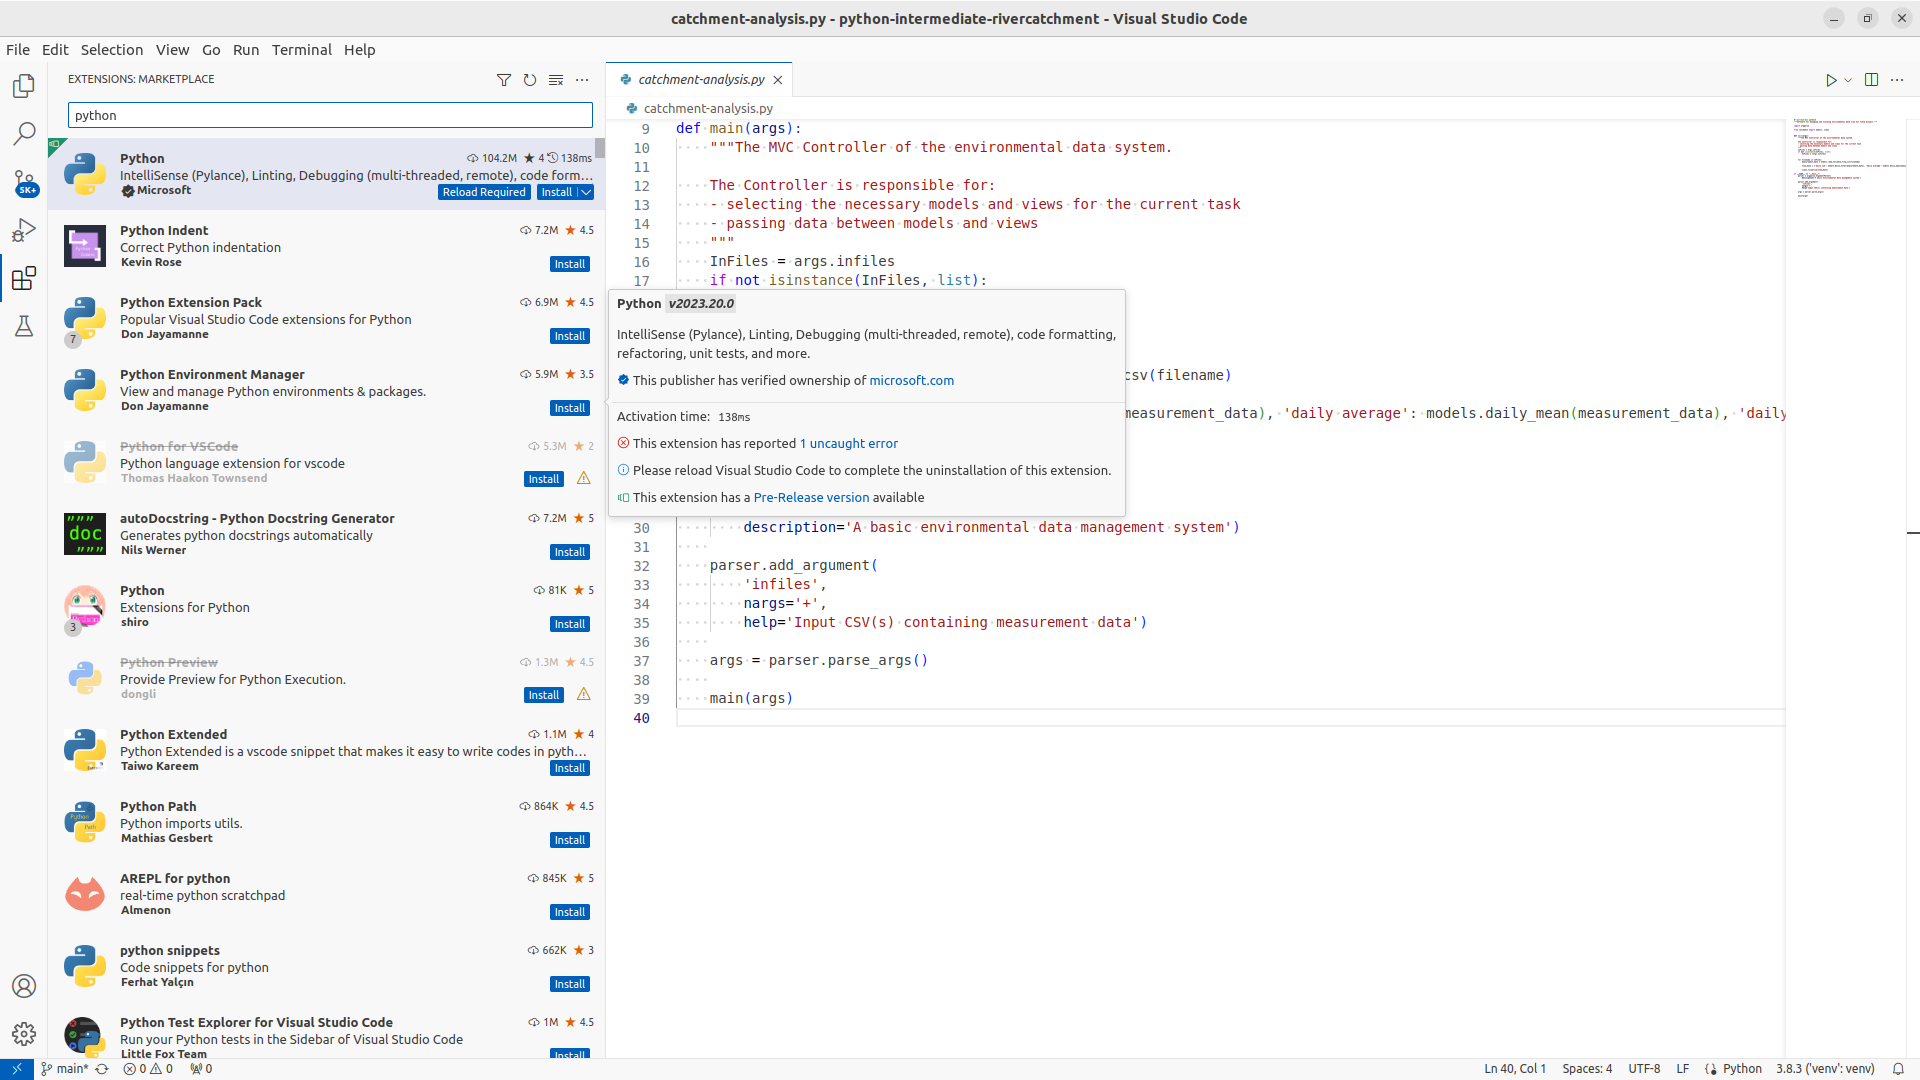 catchment-analysis.py - python-intermediate-rivercatchment - Visual Studio Code
File Edit Selection View Go Run Terminal Help
EXTENSIONS: MARKETPLACE
python
Python 104.2M 4 138ms
IntelliSense (Pylance), Linting, Debugging (multi-threaded, remote), code form…
Microsoft Reload Required Install
Python Indent 7.2M 4.5
Correct Python indentation
Kevin Rose Install
Python Extension Pack 6.9M 4.5
Popular Visual Studio Code extensions for Python
Don Jayamanne Install
7
Python Environment Manager 5.9M 3.5
View and manage Python environments & packages.
Don Jayamanne Install
Python for VSCode 5.3M 2
Python language extension for vscode
Thomas Haakon Townsend Install
autoDocstring - Python Docstring Generator 7.2M 5
Generates python docstrings automatically
Nils Werner Install
""" doc """
Python 81K 5
Extensions for Python
shiro Install
3
Python Preview 1.3M 4.5
Provide Preview for Python Execution.
dongli Install
Python Extended 1.1M 4
Python Extended is a vscode snippet that makes it easy to write codes in pyth…
Taiwo Kareem Install
Python Path 864K 4.5
Python imports utils.
Mathias Gesbert Install
AREPL for python 845K 5
real-time python scratchpad
Almenon Install
python snippets 662K 3
Code snippets for python
Ferhat Yalçın Install
Python Test Explorer for Visual Studio Code 1M 4.5
Run your Python tests in the Sidebar of Visual Studio Code
Little Fox Team Install
5K+
catchment-analysis.py
catchment-analysis.py
9 def main(args):
10 """The MVC Controller of the environmental data system.
11
12 The Controller is responsible for:
13 - selecting the necessary models and views for the current task
14 - passing data between models and views
15 """
16 InFiles = args.infiles
17 if not isinstance(InFiles, list):
Python v2023.20.0
IntelliSense (Pylance), Linting, Debugging (multi-threaded, remote), code formatting,
refactoring, unit tests, and more.
This publisher has verified ownership of microsoft.com
Activation time: 138ms
This extension has reported 1 uncaught error
Please reload Visual Studio Code to complete the uninstallation of this extension.
This extension has a Pre-Release version available
csv(filename)
measurement_data), 'daily average': models.daily_mean(measurement_data), 'daily
30 description='A basic environmental data management system')
31
32 parser.add_argument(
33 'infiles',
34 nargs='+',
35 help='Input CSV(s) containing measurement data')
36
37 args = parser.parse_args()
38
39 main(args)
40
main* 0 0 0
Ln 40, Col 1 Spaces: 4 UTF-8 LF Python 3.8.3 ('venv': venv)